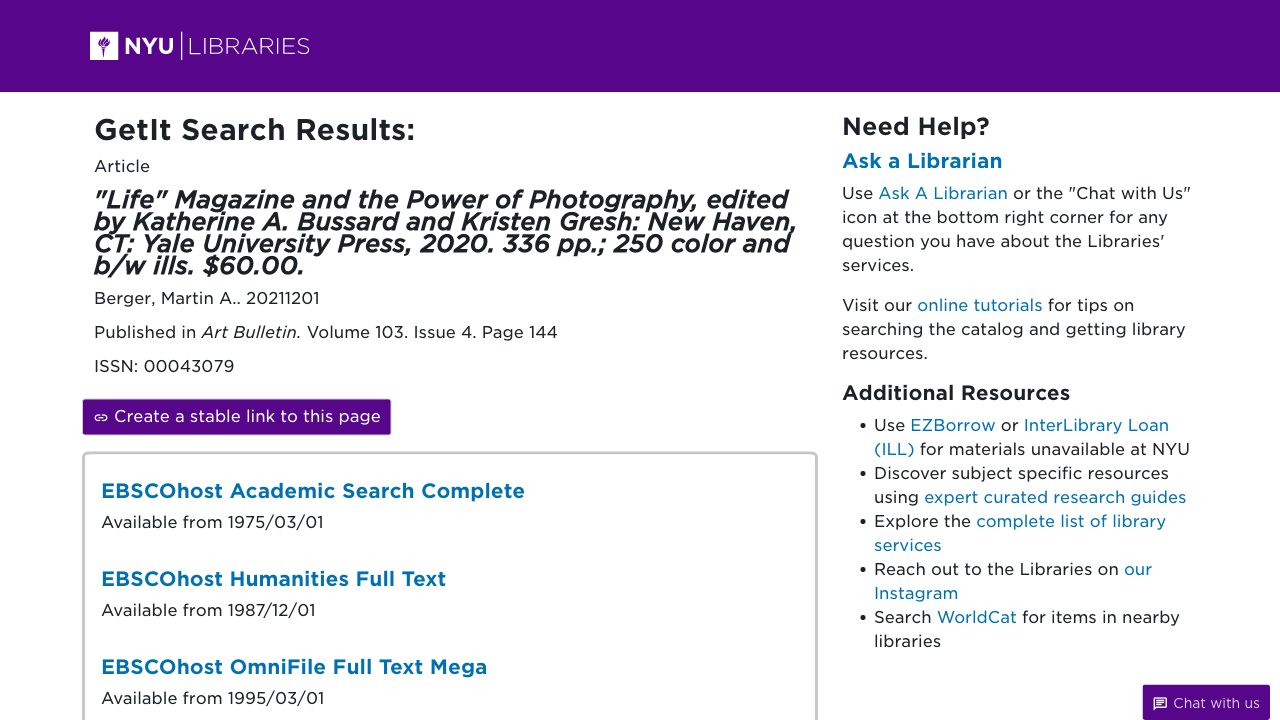 NYU LIBRARIES
GetIt Search Results:
Article
"Life" Magazine and the Power of Photography, edited
by Katherine A. Bussard and Kristen Gresh: New Haven,
CT: Yale University Press, 2020. 336 pp.; 250 color and
b/w ills. $60.00.
Berger, Martin A.. 20211201
Published in Art Bulletin. Volume 103. Issue 4. Page 144
ISSN: 00043079
Create a stable link to this page
EBSCOhost Academic Search Complete
Available from 1975/03/01
EBSCOhost Humanities Full Text
Available from 1987/12/01
EBSCOhost OmniFile Full Text Mega
Available from 1995/03/01
Need Help?
Ask a Librarian
Use Ask A Librarian or the "Chat with Us"
icon at the bottom right corner for any
question you have about the Libraries'
services.
Visit our online tutorials for tips on
searching the catalog and getting library
resources.
Additional Resources
• Use EZBorrow or InterLibrary Loan
(ILL) for materials unavailable at NYU
• Discover subject specific resources
using expert curated research guides
• Explore the complete list of library
services
• Reach out to the Libraries on our
Instagram
• Search WorldCat for items in nearby
libraries
Chat with us